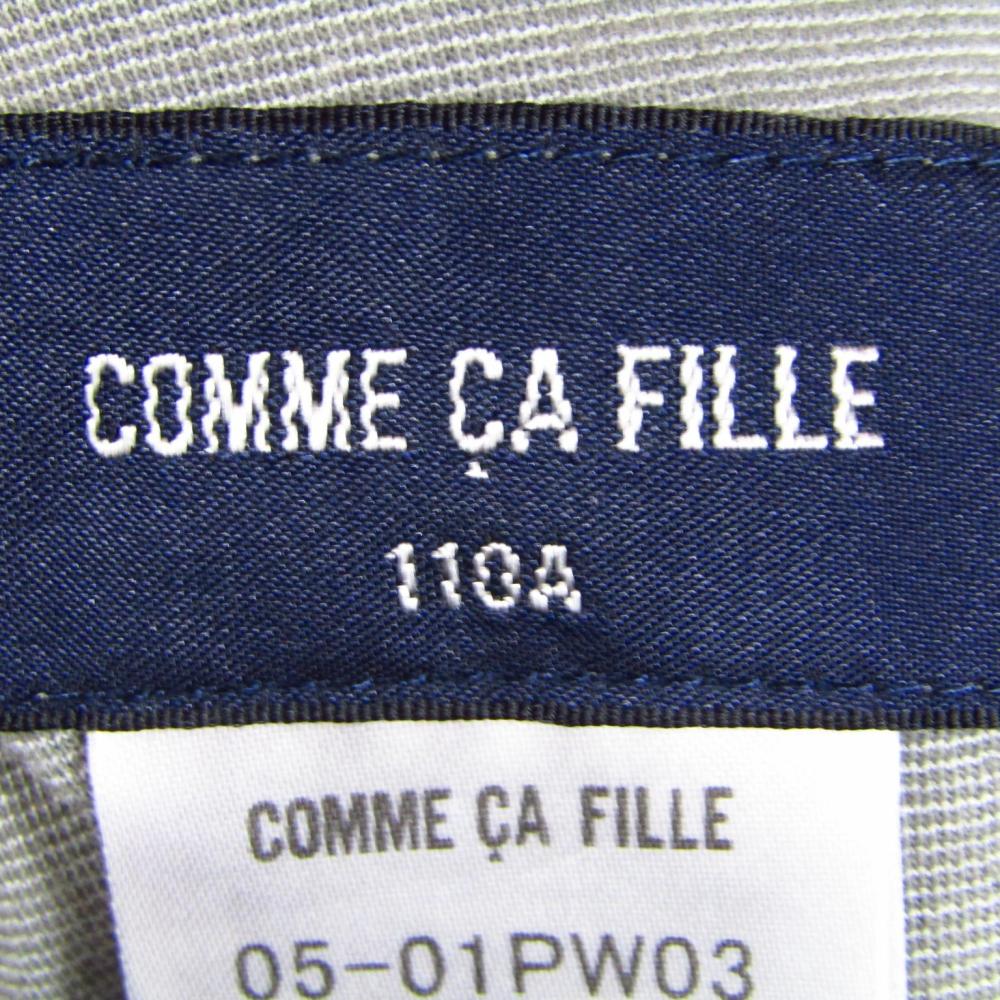 COMME ÇA FILLE
110A
COMME ÇA FILLE
05-01PW03